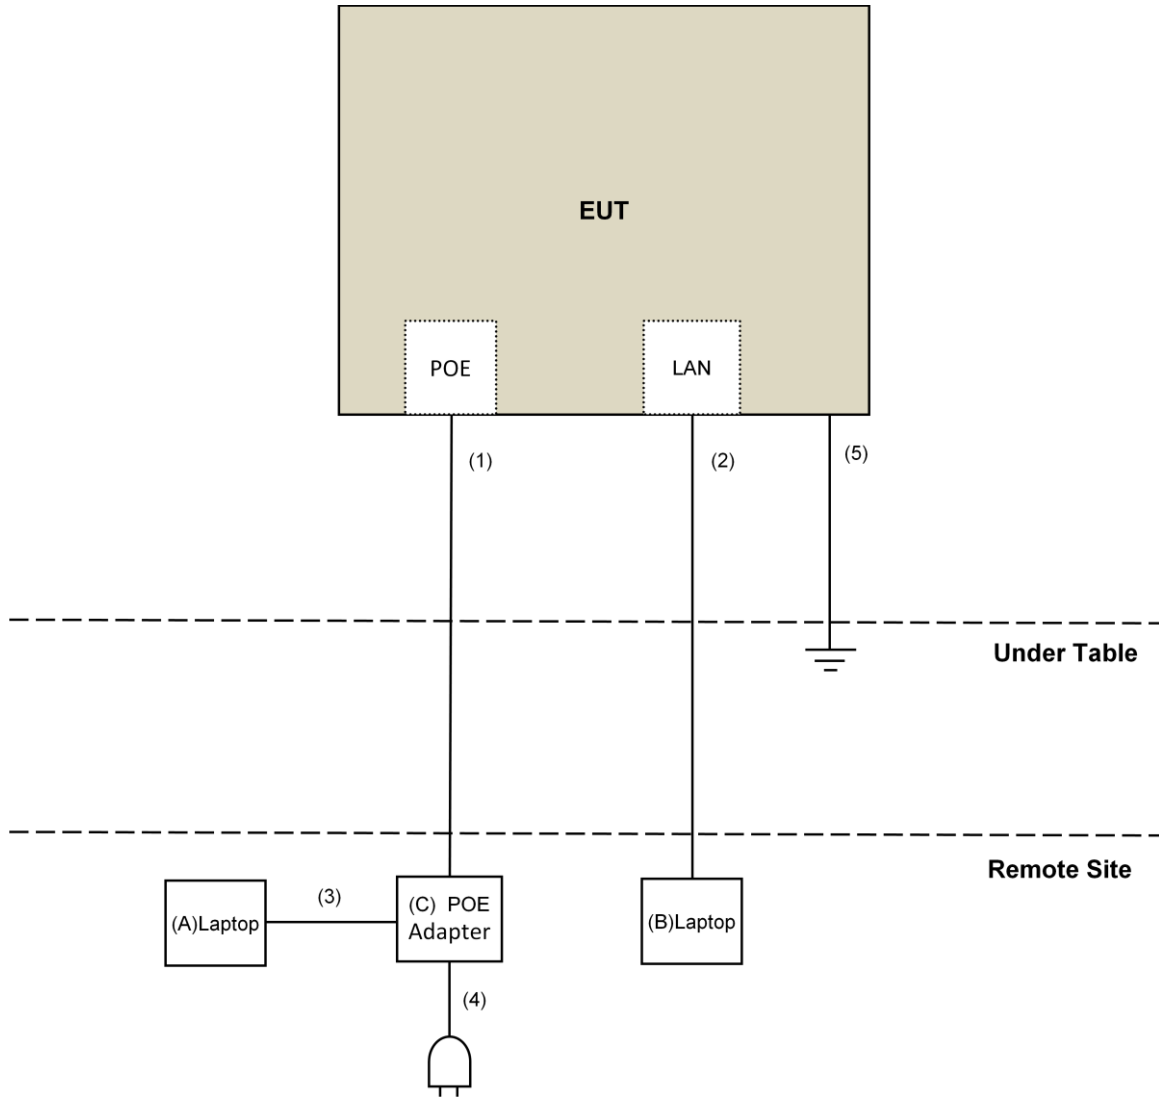 EUT
POE
LAN
(1)
(2)
(5)
Under Table
Remote Site
(A)Laptop
(3)
(C) POE
Adapter
(B)Laptop
(4)